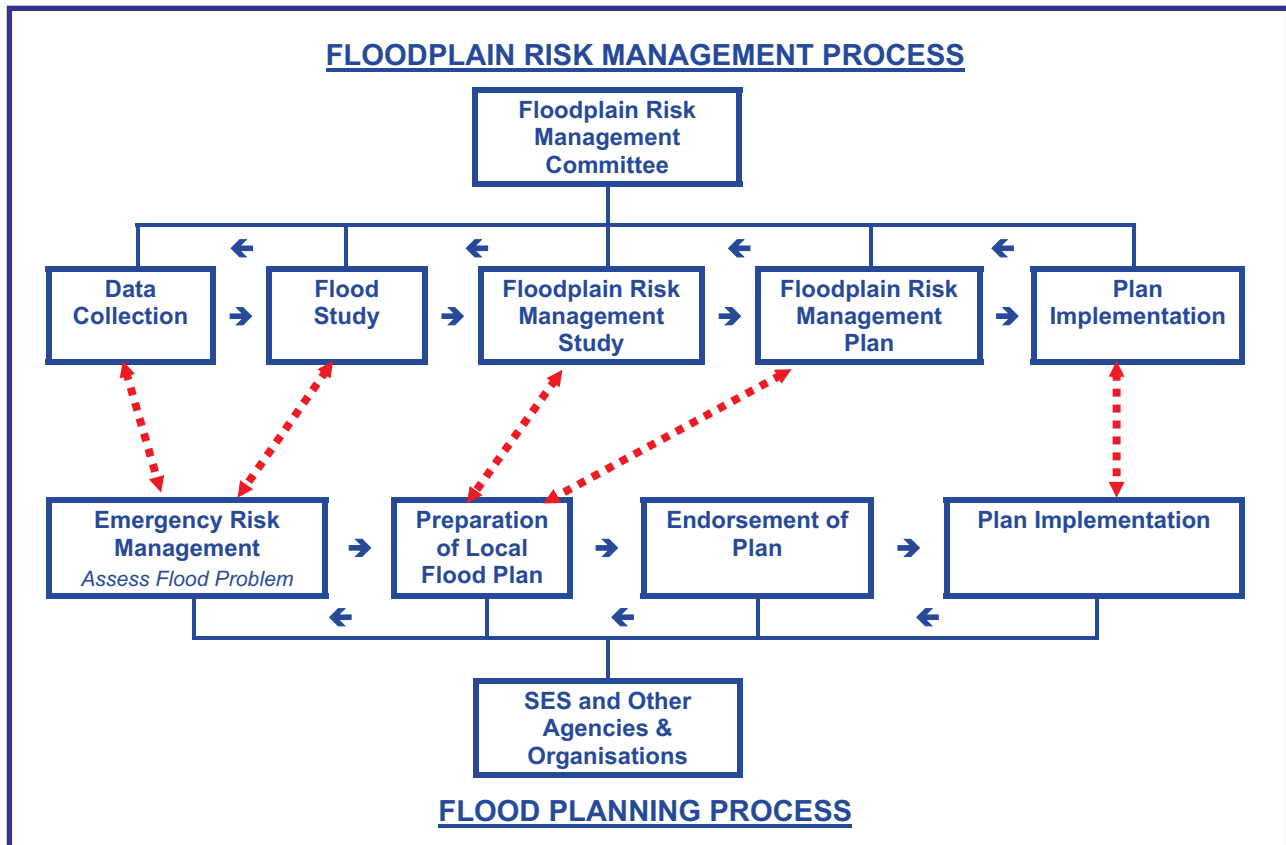 FLOODPLAIN RISK MANAGEMENT PROCESS
Floodplain Risk
Management
Committee
Data
Collection
Flood
Study
Floodplain Risk
Management
Study
Floodplain Risk
Management
Plan
Plan
Implementation
Emergency Risk
Management
Assess Flood Problem
Preparation
of Local
Flood Plan
Endorsement of
Plan
Plan Implementation
SES and Other
Agencies &
Organisations
FLOOD PLANNING PROCESS